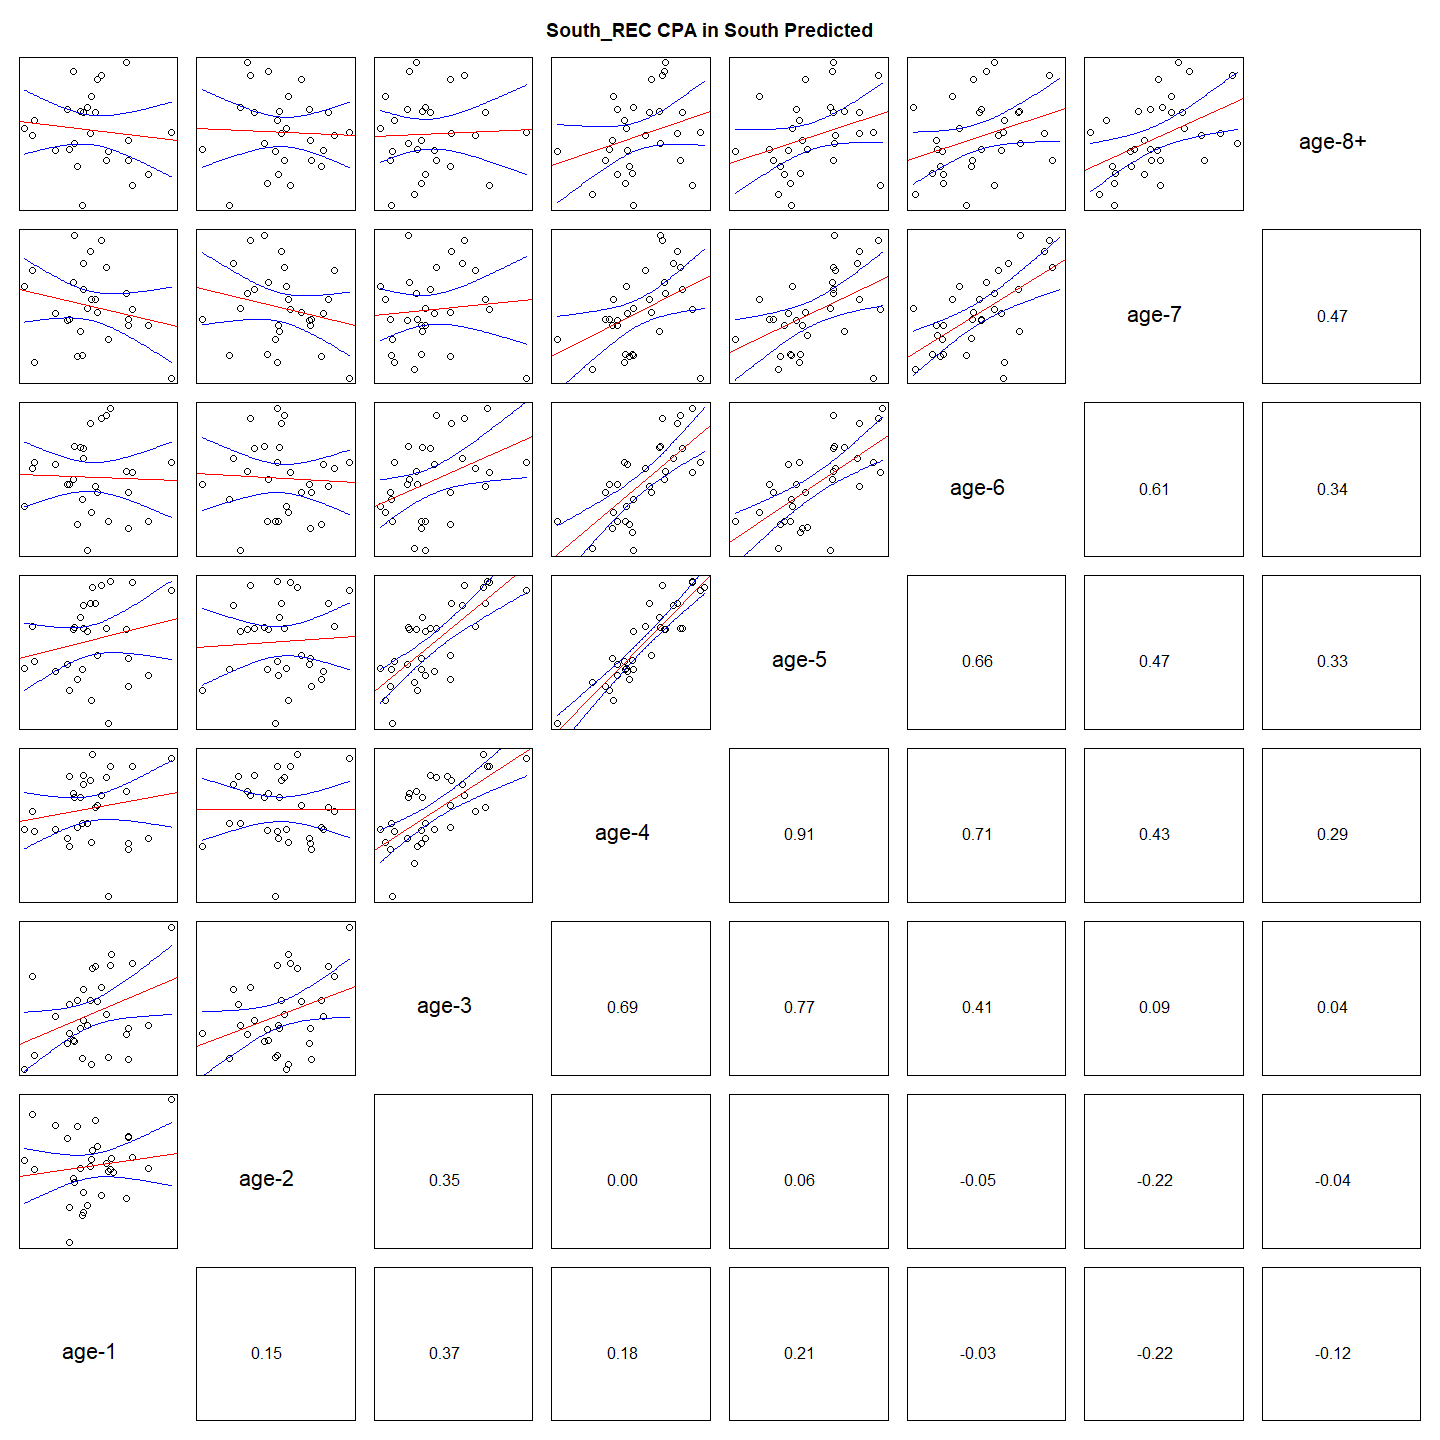 South_REC CPA in South Predicted
age-8+
age-7 0.47
age-6 0.61 0.34
age-5 0.66 0.47 0.33
age-4 0.91 0.71 0.43 0.29
age-3 0.69 0.77 0.41 0.09 0.04
age-2 0.35 0.00 0.06 -0.05 -0.22 -0.04
age-1 0.15 0.37 0.18 0.21 -0.03 -0.22 -0.12